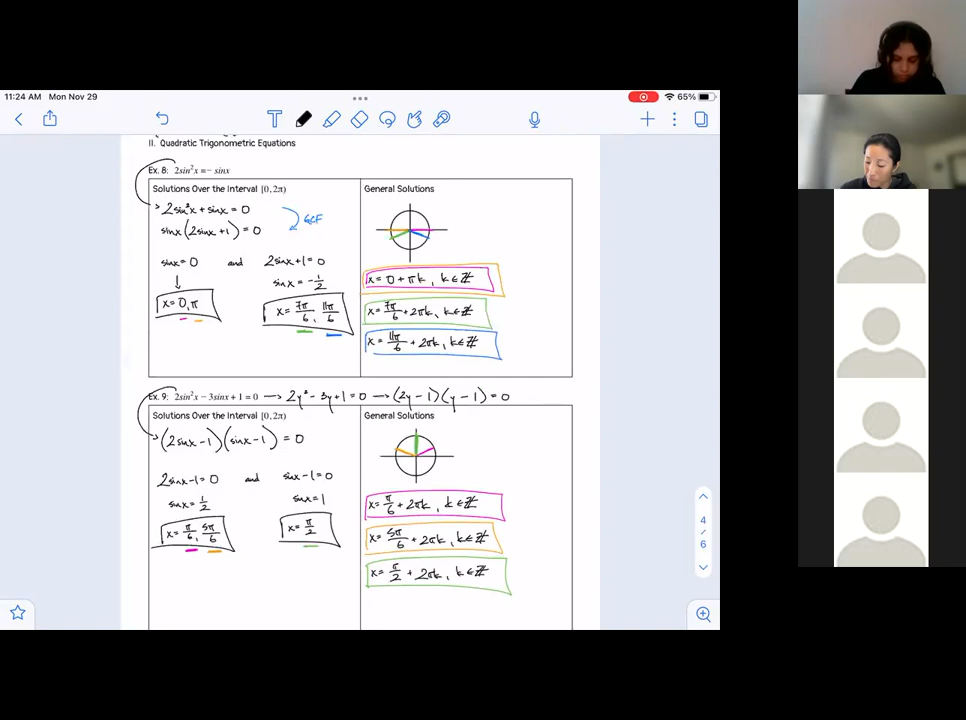 11:24 AM Mon Nov 29
65%
II. Quadratic Trigonometric Equations
Ex. 8: 2sin²x = - sinx
Solutions Over the Interval [0, 2π)
General Solutions
2sin²x + sinx = 0
GCF
sinx(2sinx + 1) = 0
sinx = 0 and 2sinx+1=0
sinx = -1/2
x = 0, π
x = 7π/6, 11π/6
x = 0 + πk, k∈ℤ
x = 7π/6 + 2πk, k∈ℤ
x = 11π/6 + 2πk, k∈ℤ
Ex. 9: 2sin²x − 3sinx + 1 = 0 → 2y² - 3y + 1 = 0 → (2y - 1)(y - 1) = 0
Solutions Over the Interval [0, 2π)
General Solutions
(2sinx - 1)(sinx - 1) = 0
2sinx-1=0 and sinx-1=0
sinx = 1/2
sinx = 1
x = π/6, 5π/6
x = π/2
x = π/6 + 2πk, k∈ℤ
x = 5π/6 + 2πk, k∈ℤ
x = π/2 + 2πk, k∈ℤ
4
/
6